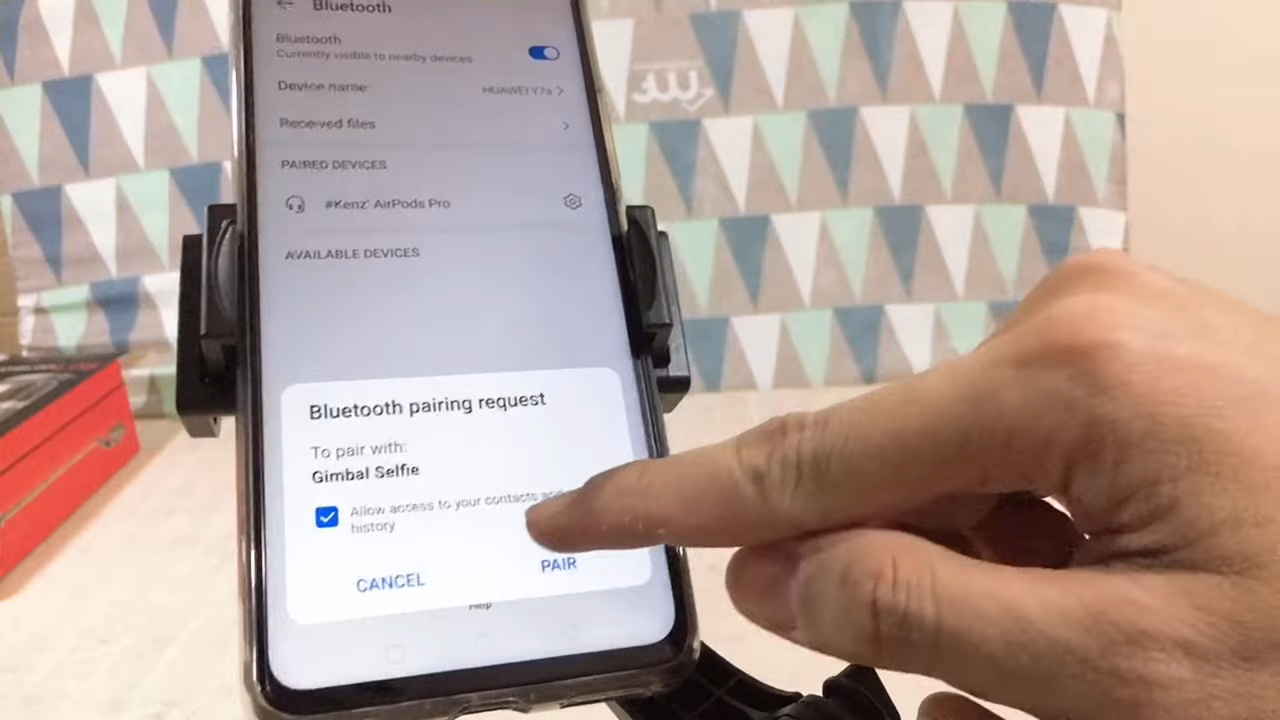 Bluetooth
Bluetooth
Currently visible to nearby devices
Device name HUAWEI Y7a
Received files
PAIRED DEVICES
#Kenz' AirPods Pro
AVAILABLE DEVICES
Bluetooth pairing request
To pair with:
Gimbal Selfie
Allow access to your contacts and
history
CANCEL PAIR
Help